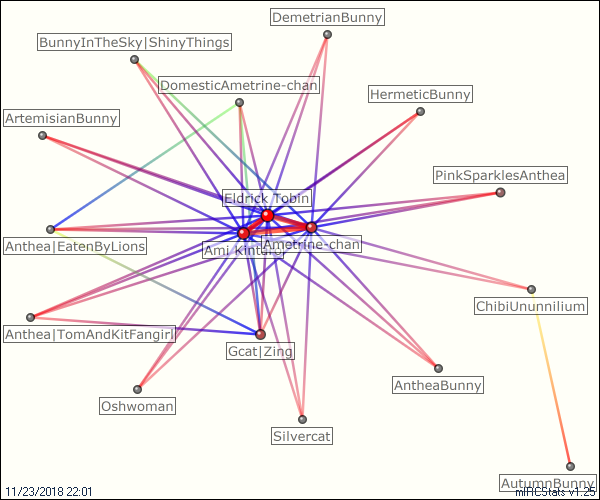 DemetrianBunny
BunnyInTheSky|ShinyThings
DomesticAmetrine-chan
HermeticBunny
ArtemisianBunny
PinkSparklesAnthea
Eldrick Tobin
Anthea|EatenByLions
Ami
Ametrine-chan
ChibiUnunnilium
Anthea|TomAndKitFangirl
Gcat|Zing
AntheaBunny
Oshwoman
Silvercat
AutumnBunny
11/23/2018 22:01
mIRCStats v1.25